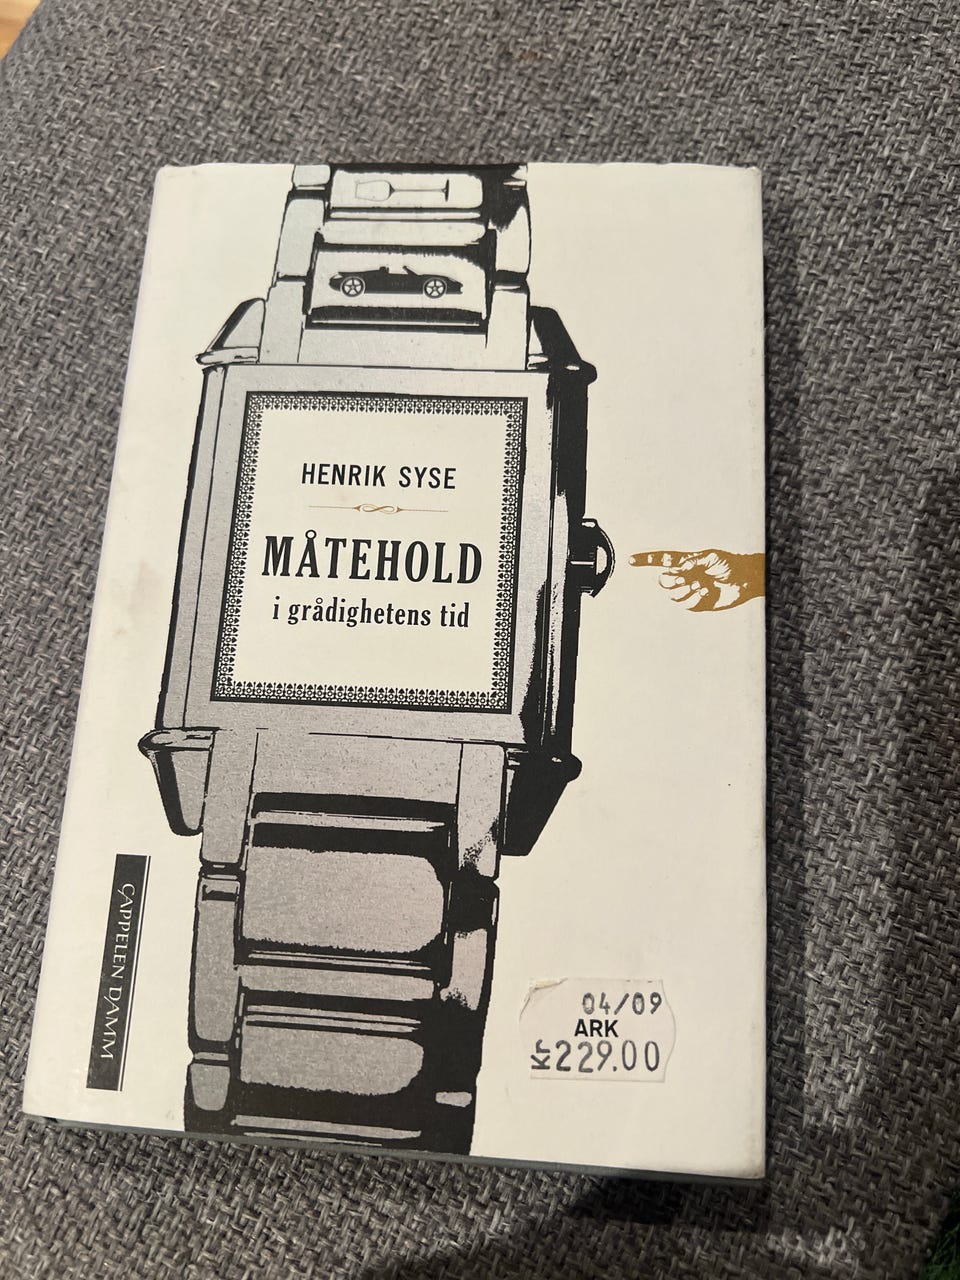 HENRIK SYSE
MÅTEHOLD
i grådighetens tid
CAPPELEN DAMM
04/09
ARK
Kr 229.00